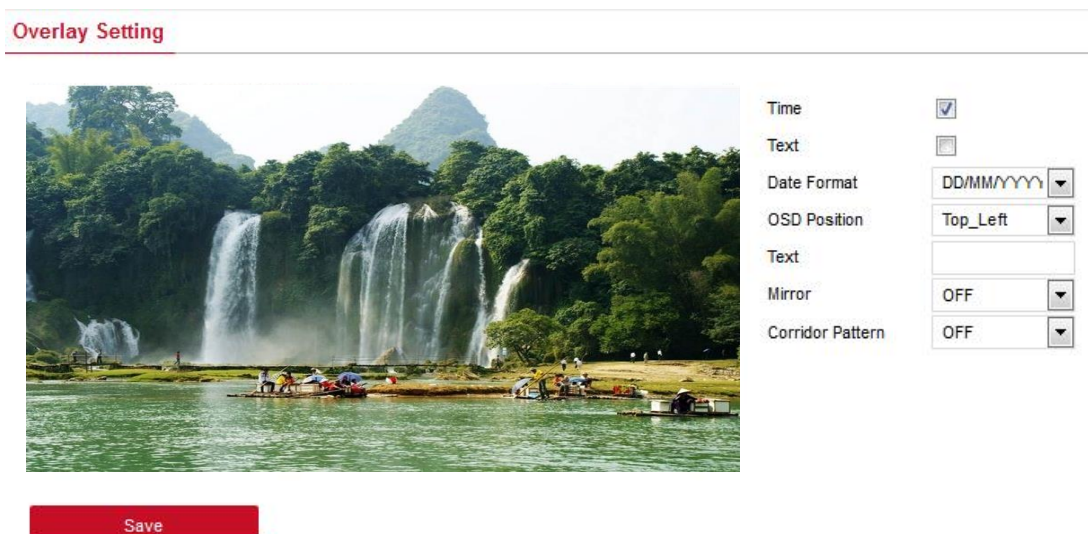 Overlay Setting
Time
Text
Date Format DD/MM/YYYY
OSD Position Top_Left
Text
Mirror OFF
Corridor Pattern OFF
Save